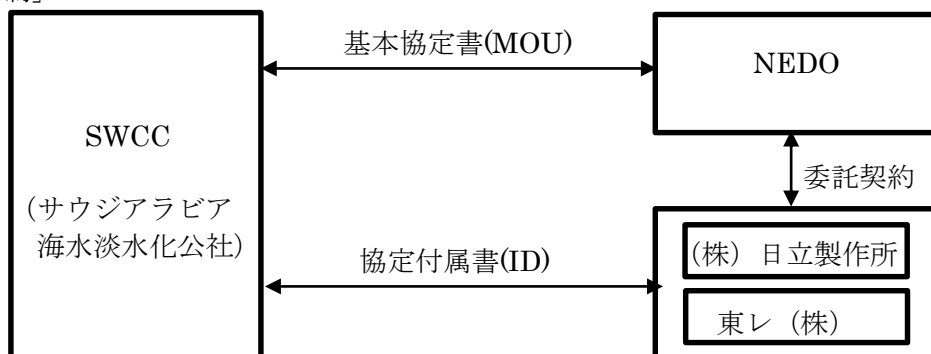 基本協定書(MOU)
NEDO
SWCC
(サウジアラビア
海水淡水化公社)
委託契約
協定付属書(ID)
(株)日立製作所
東レ(株)